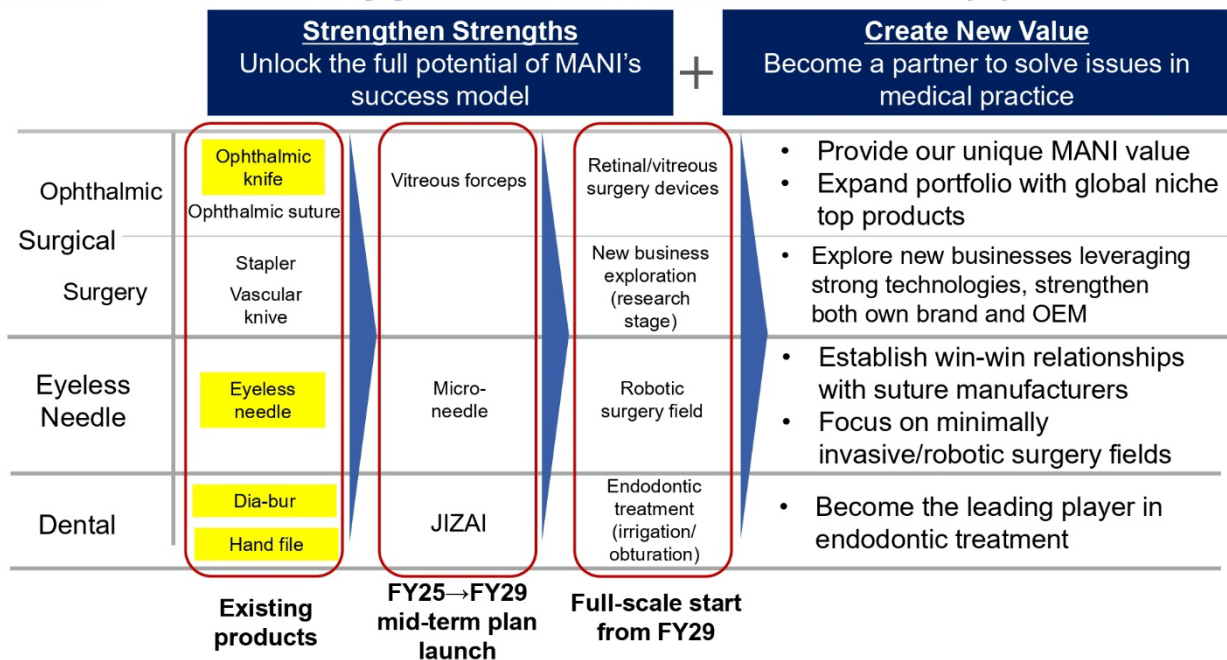 Strengthen Strengths
Unlock the full potential of MANI's
success model
+
Create New Value
Become a partner to solve issues in
medical practice
Surgical
Ophthalmic
Ophthalmic
knife
Ophthalmic suture
Vitreous forceps
Retinal/vitreous
surgery devices
• Provide our unique MANI value
• Expand portfolio with global niche
top products
Surgery
Stapler
Vascular
knive
New business
exploration
(research
stage)
• Explore new businesses leveraging
strong technologies, strengthen
both own brand and OEM
Eyeless
Needle
Eyeless
needle
Micro-
needle
Robotic
surgery field
• Establish win-win relationships
with suture manufacturers
• Focus on minimally
invasive/robotic surgery fields
Dental
Dia-bur
Hand file
JIZAI
Endodontic
treatment
(irrigation/
obturation)
• Become the leading player in
endodontic treatment
Existing
products
FY25→FY29
mid-term plan
launch
Full-scale start
from FY29